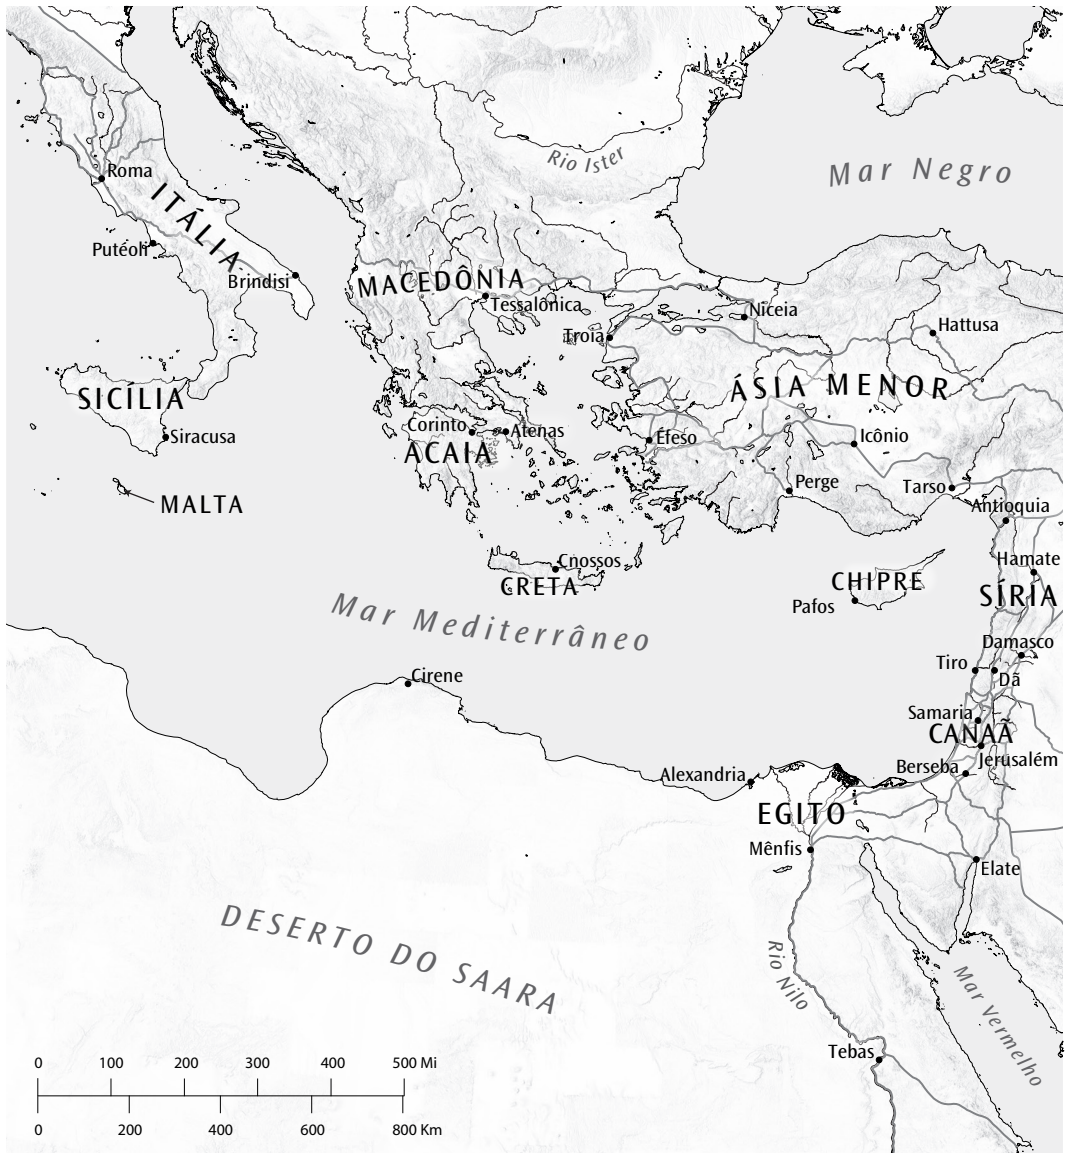 Rio Ister
Mar Negro
Roma
ITÁLIA
Putéoli
Brindisi
MACEDÔNIA
Tessalônica
Niceia
Troia
Hattusa
SICÍLIA
ÁSIA MENOR
Siracusa
Corinto
Atenas
ACAIA
Efeso
Icônio
MALTA
Perge
Tarso
Antioquia
Cnossos
CRETA
Hamate
CHIPRE
SÍRIA
Pafos
Mar Mediterrâneo
Damasco
Tiro
Dã
Cirene
Samaria
CANAÃ
Jerusalém
Berseba
Alexandria
EGITO
Mênfis
Elate
DESERTO DO SAARA
Rio Nilo
Mar Vermelho
Tebas
0 100 200 300 400 500 Mi
0 200 400 600 800 Km